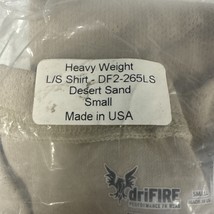 Heavy Weight
L/S Shirt - DF2-265LS
Desert Sand
Small
Made in USA
driFIRE